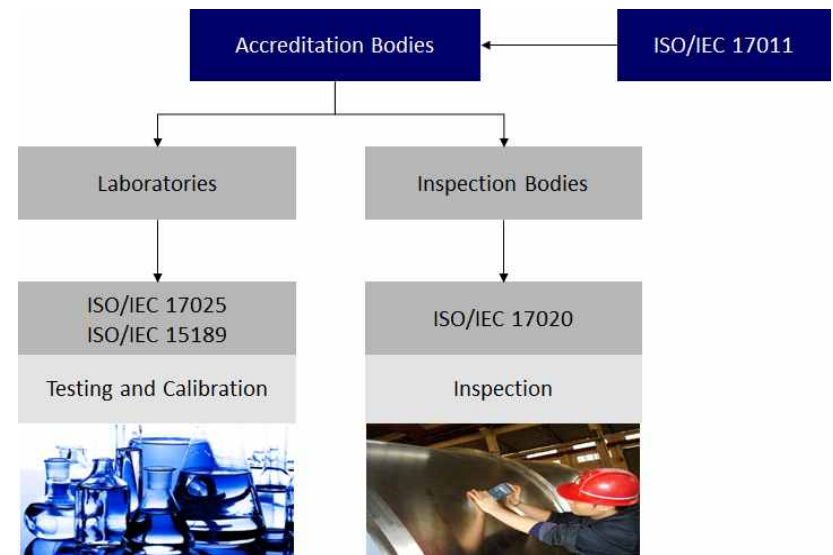 Accreditation Bodies
ISO/IEC 17011
Laboratories
Inspection Bodies
ISO/IEC 17025
ISO/IEC 15189
ISO/IEC 17020
Testing and Calibration
Inspection